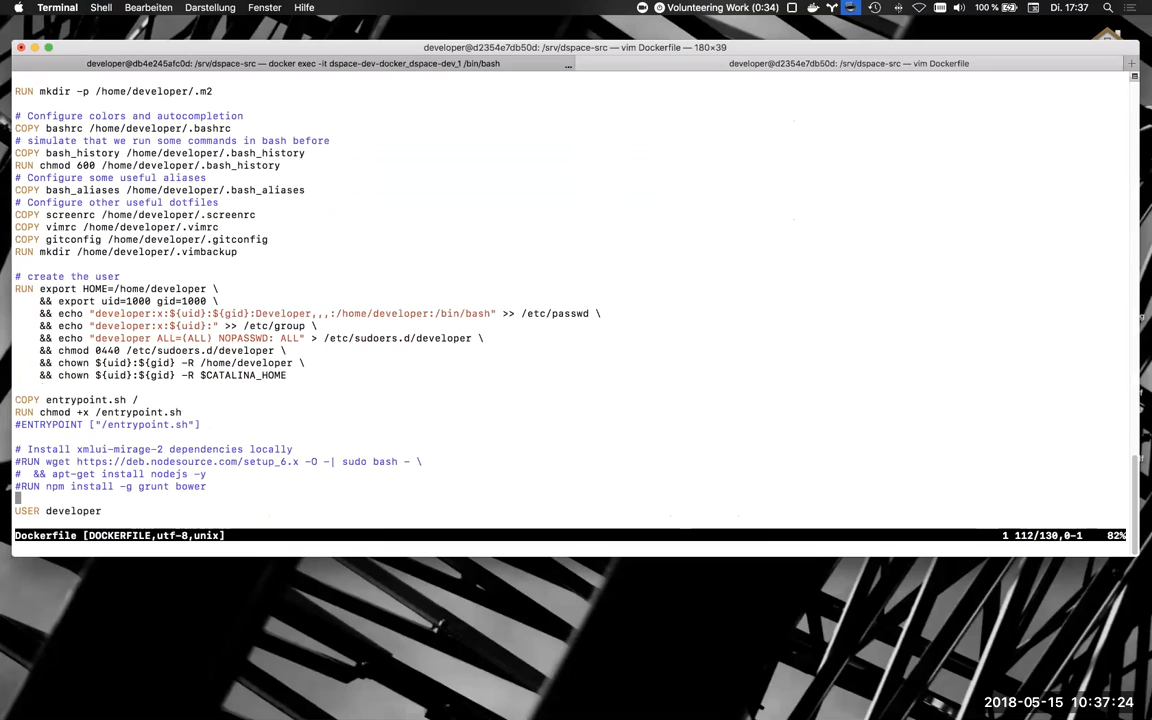 Terminal Shell Bearbeiten Darstellung Fenster Hilfe Volunteering Work (0:34) 100 % Di. 17:37
developer@d2354e7db50d: /srv/dspace-src — vim Dockerfile — 180×39
developer@db4e245afc0d: /srv/dspace-src — docker exec -it dspace-dev-docker_dspace-dev_1 /bin/bash ... developer@d2354e7db50d: /srv/dspace-src — vim Dockerfile
RUN mkdir -p /home/developer/.m2
# Configure colors and autocompletion
COPY bashrc /home/developer/.bashrc
# simulate that we run some commands in bash before
COPY bash_history /home/developer/.bash_history
RUN chmod 600 /home/developer/.bash_history
# Configure some useful aliases
COPY bash_aliases /home/developer/.bash_aliases
# Configure other useful dotfiles
COPY screenrc /home/developer/.screenrc
COPY vimrc /home/developer/.vimrc
COPY gitconfig /home/developer/.gitconfig
RUN mkdir /home/developer/.vimbackup
# create the user
RUN export HOME=/home/developer \
&& export uid=1000 gid=1000 \
&& echo "developer:x:${uid}:${gid}:Developer,,,:/home/developer:/bin/bash" >> /etc/passwd \
&& echo "developer:x:${uid}:" >> /etc/group \
&& echo "developer ALL=(ALL) NOPASSWD: ALL" > /etc/sudoers.d/developer \
&& chmod 0440 /etc/sudoers.d/developer \
&& chown ${uid}:${gid} -R /home/developer \
&& chown ${uid}:${gid} -R $CATALINA_HOME
COPY entrypoint.sh /
RUN chmod +x /entrypoint.sh
#ENTRYPOINT ["/entrypoint.sh"]
# Install xmlui-mirage-2 dependencies locally
#RUN wget https://deb.nodesource.com/setup_6.x -O -| sudo bash - \
#  && apt-get install nodejs -y
#RUN npm install -g grunt bower
USER developer
Dockerfile [DOCKERFILE,utf-8,unix] 1 112/130,0-1 82%
2018-05-15 10:37:24